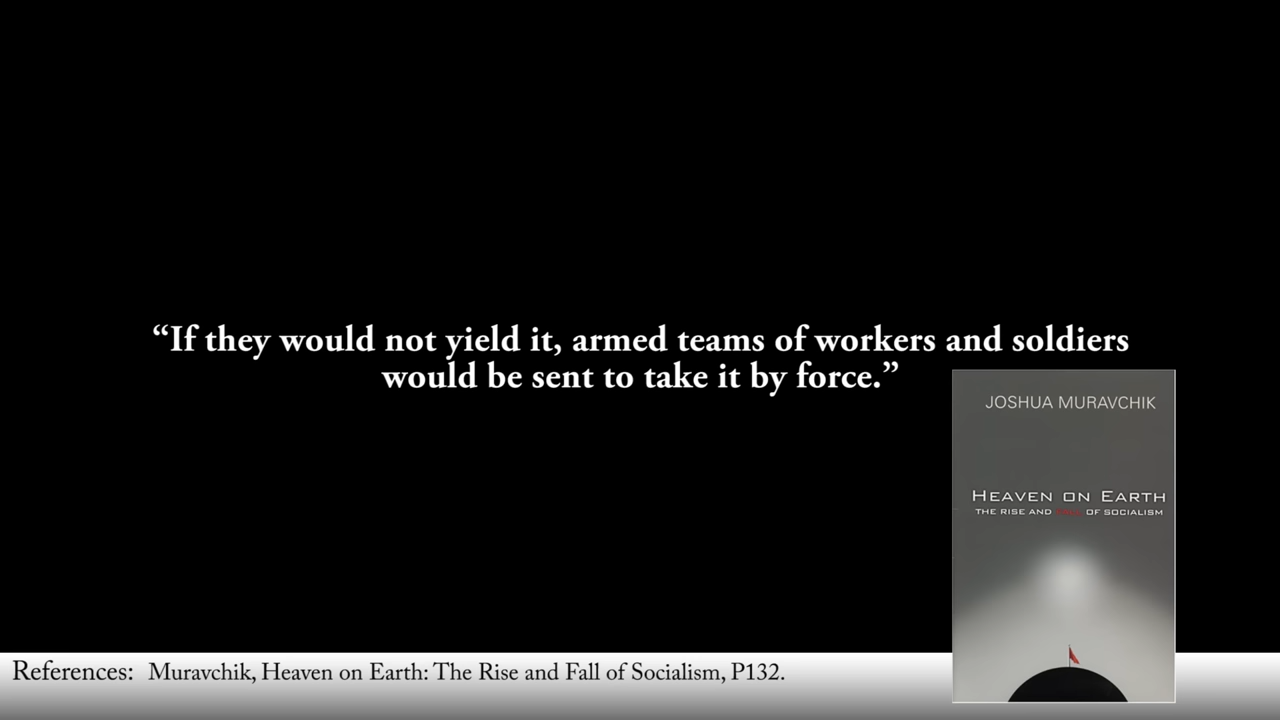 “If they would not yield it, armed teams of workers and soldiers
would be sent to take it by force.”
JOSHUA MURAVCHIK
HEAVEN ON EARTH
THE RISE AND FALL OF SOCIALISM
References: Muravchik, Heaven on Earth: The Rise and Fall of Socialism, P132.